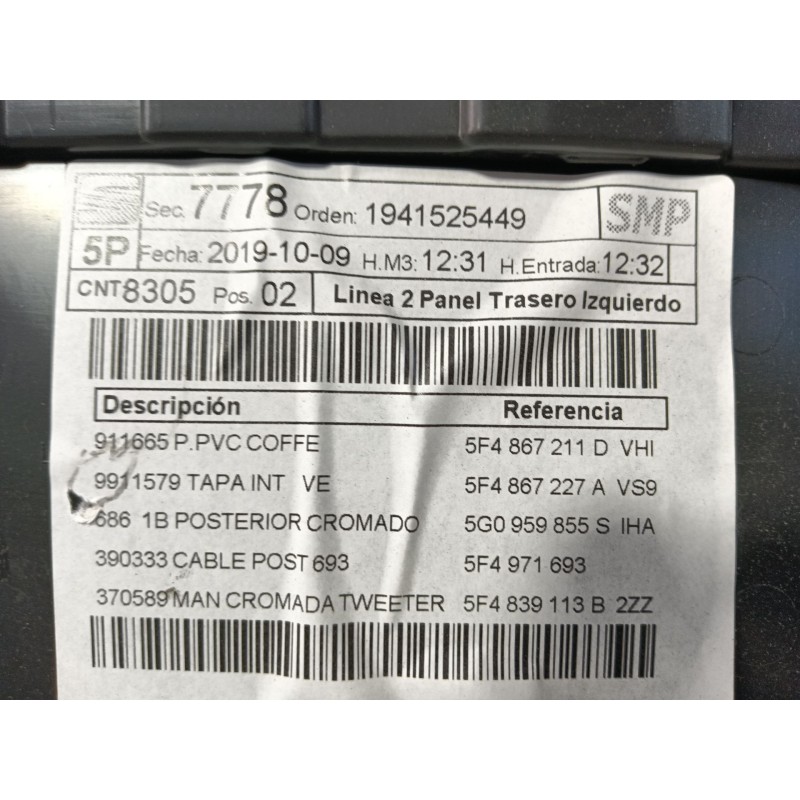 Sec. 7778 Orden: 1941525449 SMP
5P Fecha: 2019-10-09 H.M3: 12:31 H.Entrada: 12:32
CNT 8305 Pos. 02 Linea 2 Panel Trasero Izquierdo
Descripción Referencia
911665 P.PVC COFFE 5F4 867 211 D VHI
9911579 TAPA INT VE 5F4 867 227 A VS9
686 1B POSTERIOR CROMADO 5G0 959 855 S IHA
390333 CABLE POST 693 5F4 971 693
370589 MAN CROMADA TWEETER 5F4 839 113 B 2ZZ